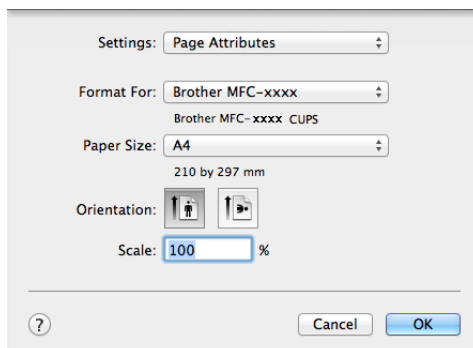 Settings: Page Attributes
Format For: Brother MFC-xxxx
Brother MFC-xxxx CUPS
Paper Size: A4
210 by 297 mm
Orientation:
Scale: 100 %
? Cancel OK